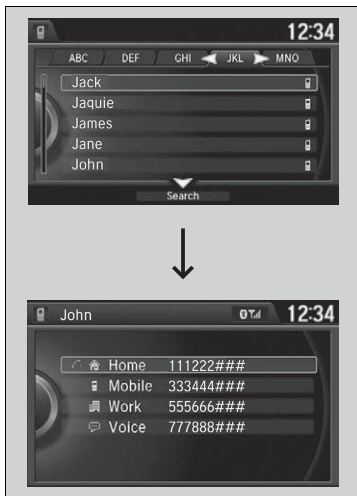 12:34
ABC DEF GHI JKL MNO
Jack
Jaquie
James
Jane
John
Search
John 12:34
Home 111222###
Mobile 333444###
Work 555666###
Voice 777888###